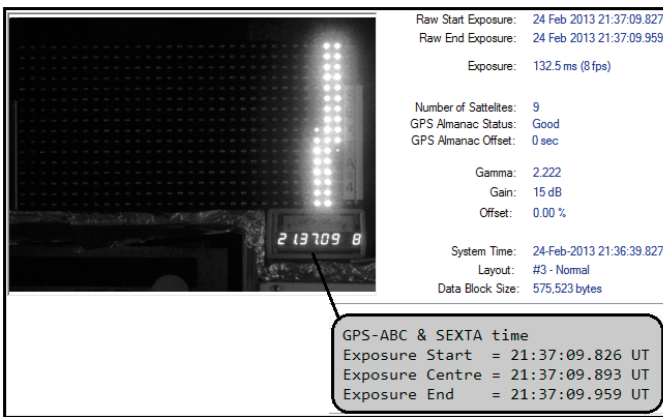 Raw Start Exposure: 24 Feb 2013 21:37:09.827
Raw End Exposure: 24 Feb 2013 21:37:09.959
Exposure: 132.5 ms (8 fps)
Number of Sattelites: 9
GPS Almanac Status: Good
GPS Almanac Offset: 0 sec
Gamma: 2.222
Gain: 15 dB
Offset: 0.00 %
213709 8
System Time: 24-Feb-2013 21:36:39.827
Layout: #3 - Normal
Data Block Size: 575,523 bytes
GPS-ABC & SEXTA time
Exposure Start = 21:37:09.826 UT
Exposure Centre = 21:37:09.893 UT
Exposure End = 21:37:09.959 UT